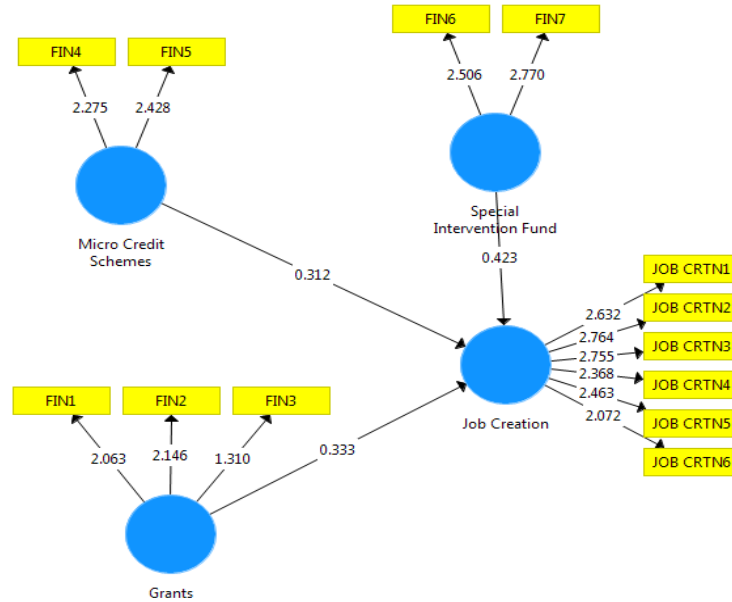 FIN6
FIN7
FIN4
FIN5
2.506
2.770
2.275
2.428
Special
Intervention Fund
Micro Credit
Schemes
0.423
0.312
JOB CRTN1
JOB CRTN2
JOB CRTN3
JOB CRTN4
JOB CRTN5
JOB CRTN6
2.632
2.764
2.755
2.368
2.463
2.072
Job Creation
FIN1
FIN2
FIN3
2.063
2.146
1.310
0.333
Grants